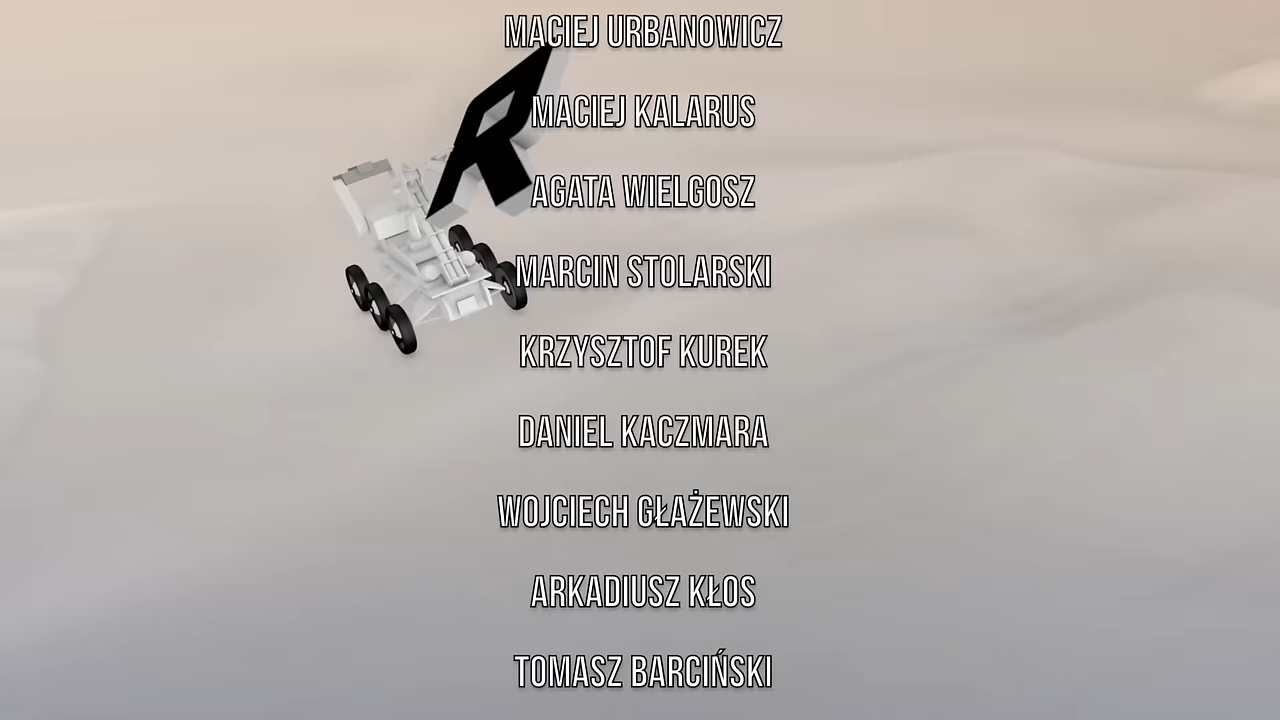 MACIEJ URBANOWICZ
R
MACIEJ KALARUS
AGATA WIELGOSZ
MARCIN STOLARSKI
KRZYSZTOF KUREK
DANIEL KACZMARA
WOJCIECH GŁAŻEWSKI
ARKADIUSZ KŁOS
TOMASZ BARCIŃSKI